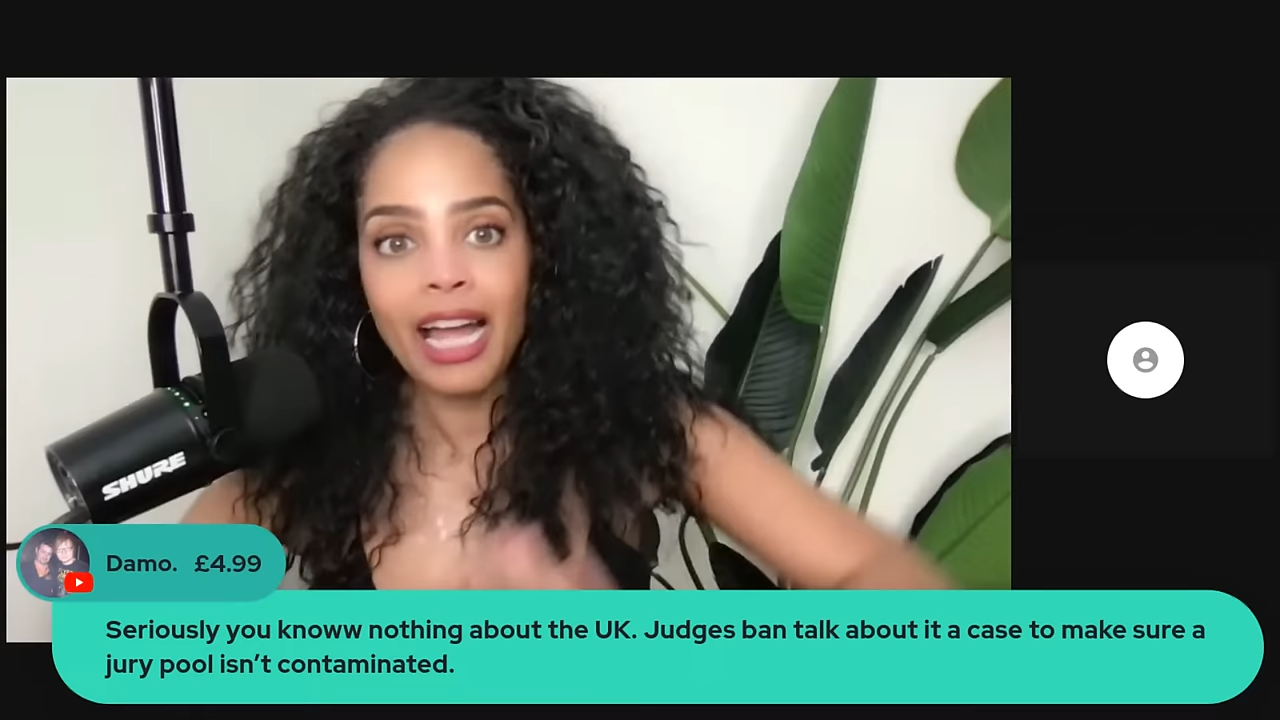 SHURE
Damo. £4.99
Seriously you knoww nothing about the UK. Judges ban talk about it a case to make sure a
jury pool isn't contaminated.